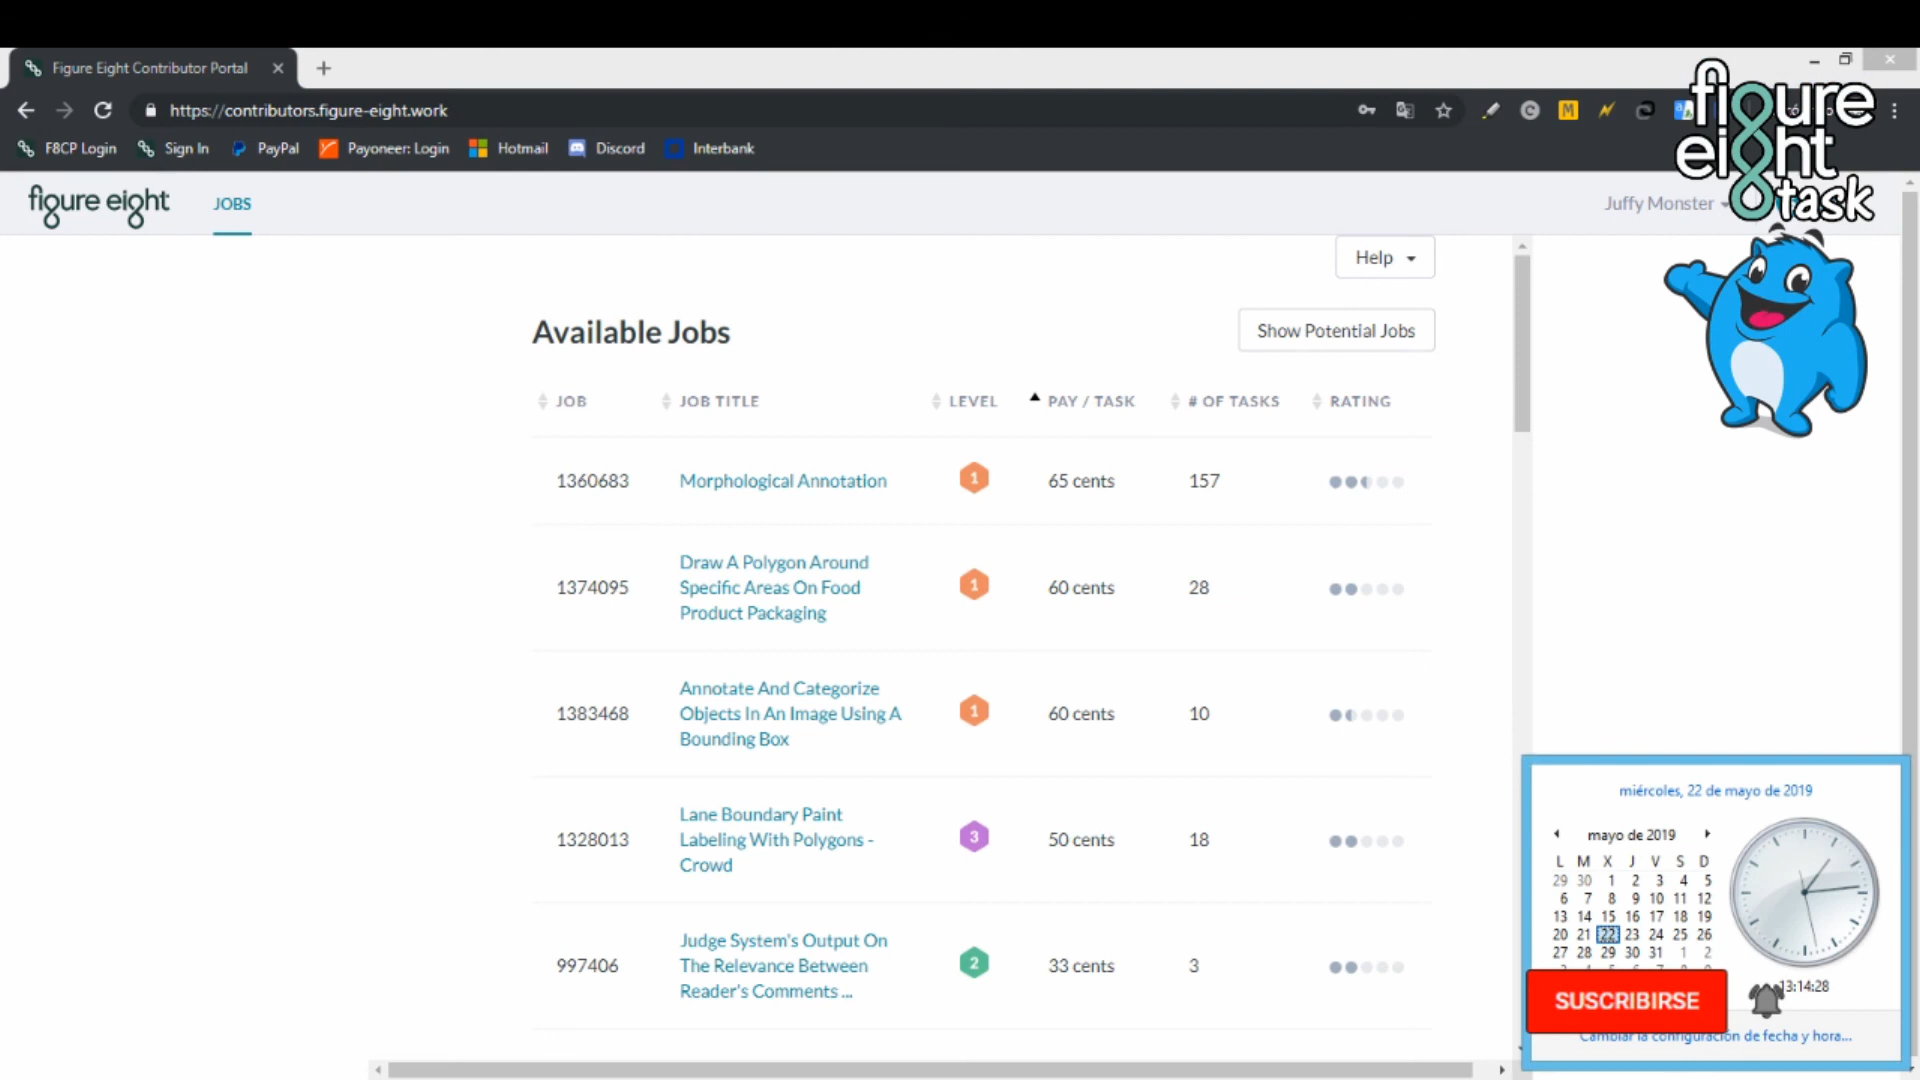 Figure Eight Contributor Portal
https://contributors.figure-eight.work
F8CP Login
Sign In
PayPal
Payoneer: Login
Hotmail
Discord
Interbank
figure
eight
task
figure eight
JOBS
Juffy Monster
Help
Available Jobs
Show Potential Jobs
JOB JOB TITLE LEVEL PAY / TASK # OF TASKS RATING
1360683 Morphological Annotation 1 65 cents 157
Draw A Polygon Around
1374095 Specific Areas On Food 1 60 cents 28
Product Packaging
Annotate And Categorize
1383468 Objects In An Image Using A 1 60 cents 10
Bounding Box
Lane Boundary Paint
1328013 Labeling With Polygons - 3 50 cents 18
Crowd
Judge System's Output On
997406 The Relevance Between 2 33 cents 3
Reader's Comments ...
miércoles, 22 de mayo de 2019
mayo de 2019
L M X J V S D
29 30 1 2 3 4 5
6 7 8 9 10 11 12
13 14 15 16 17 18 19
20 21 22 23 24 25 26
27 28 29 30 31 1 2
13:14:28
SUSCRIBIRSE
Cambiar la configuración de fecha y hora...